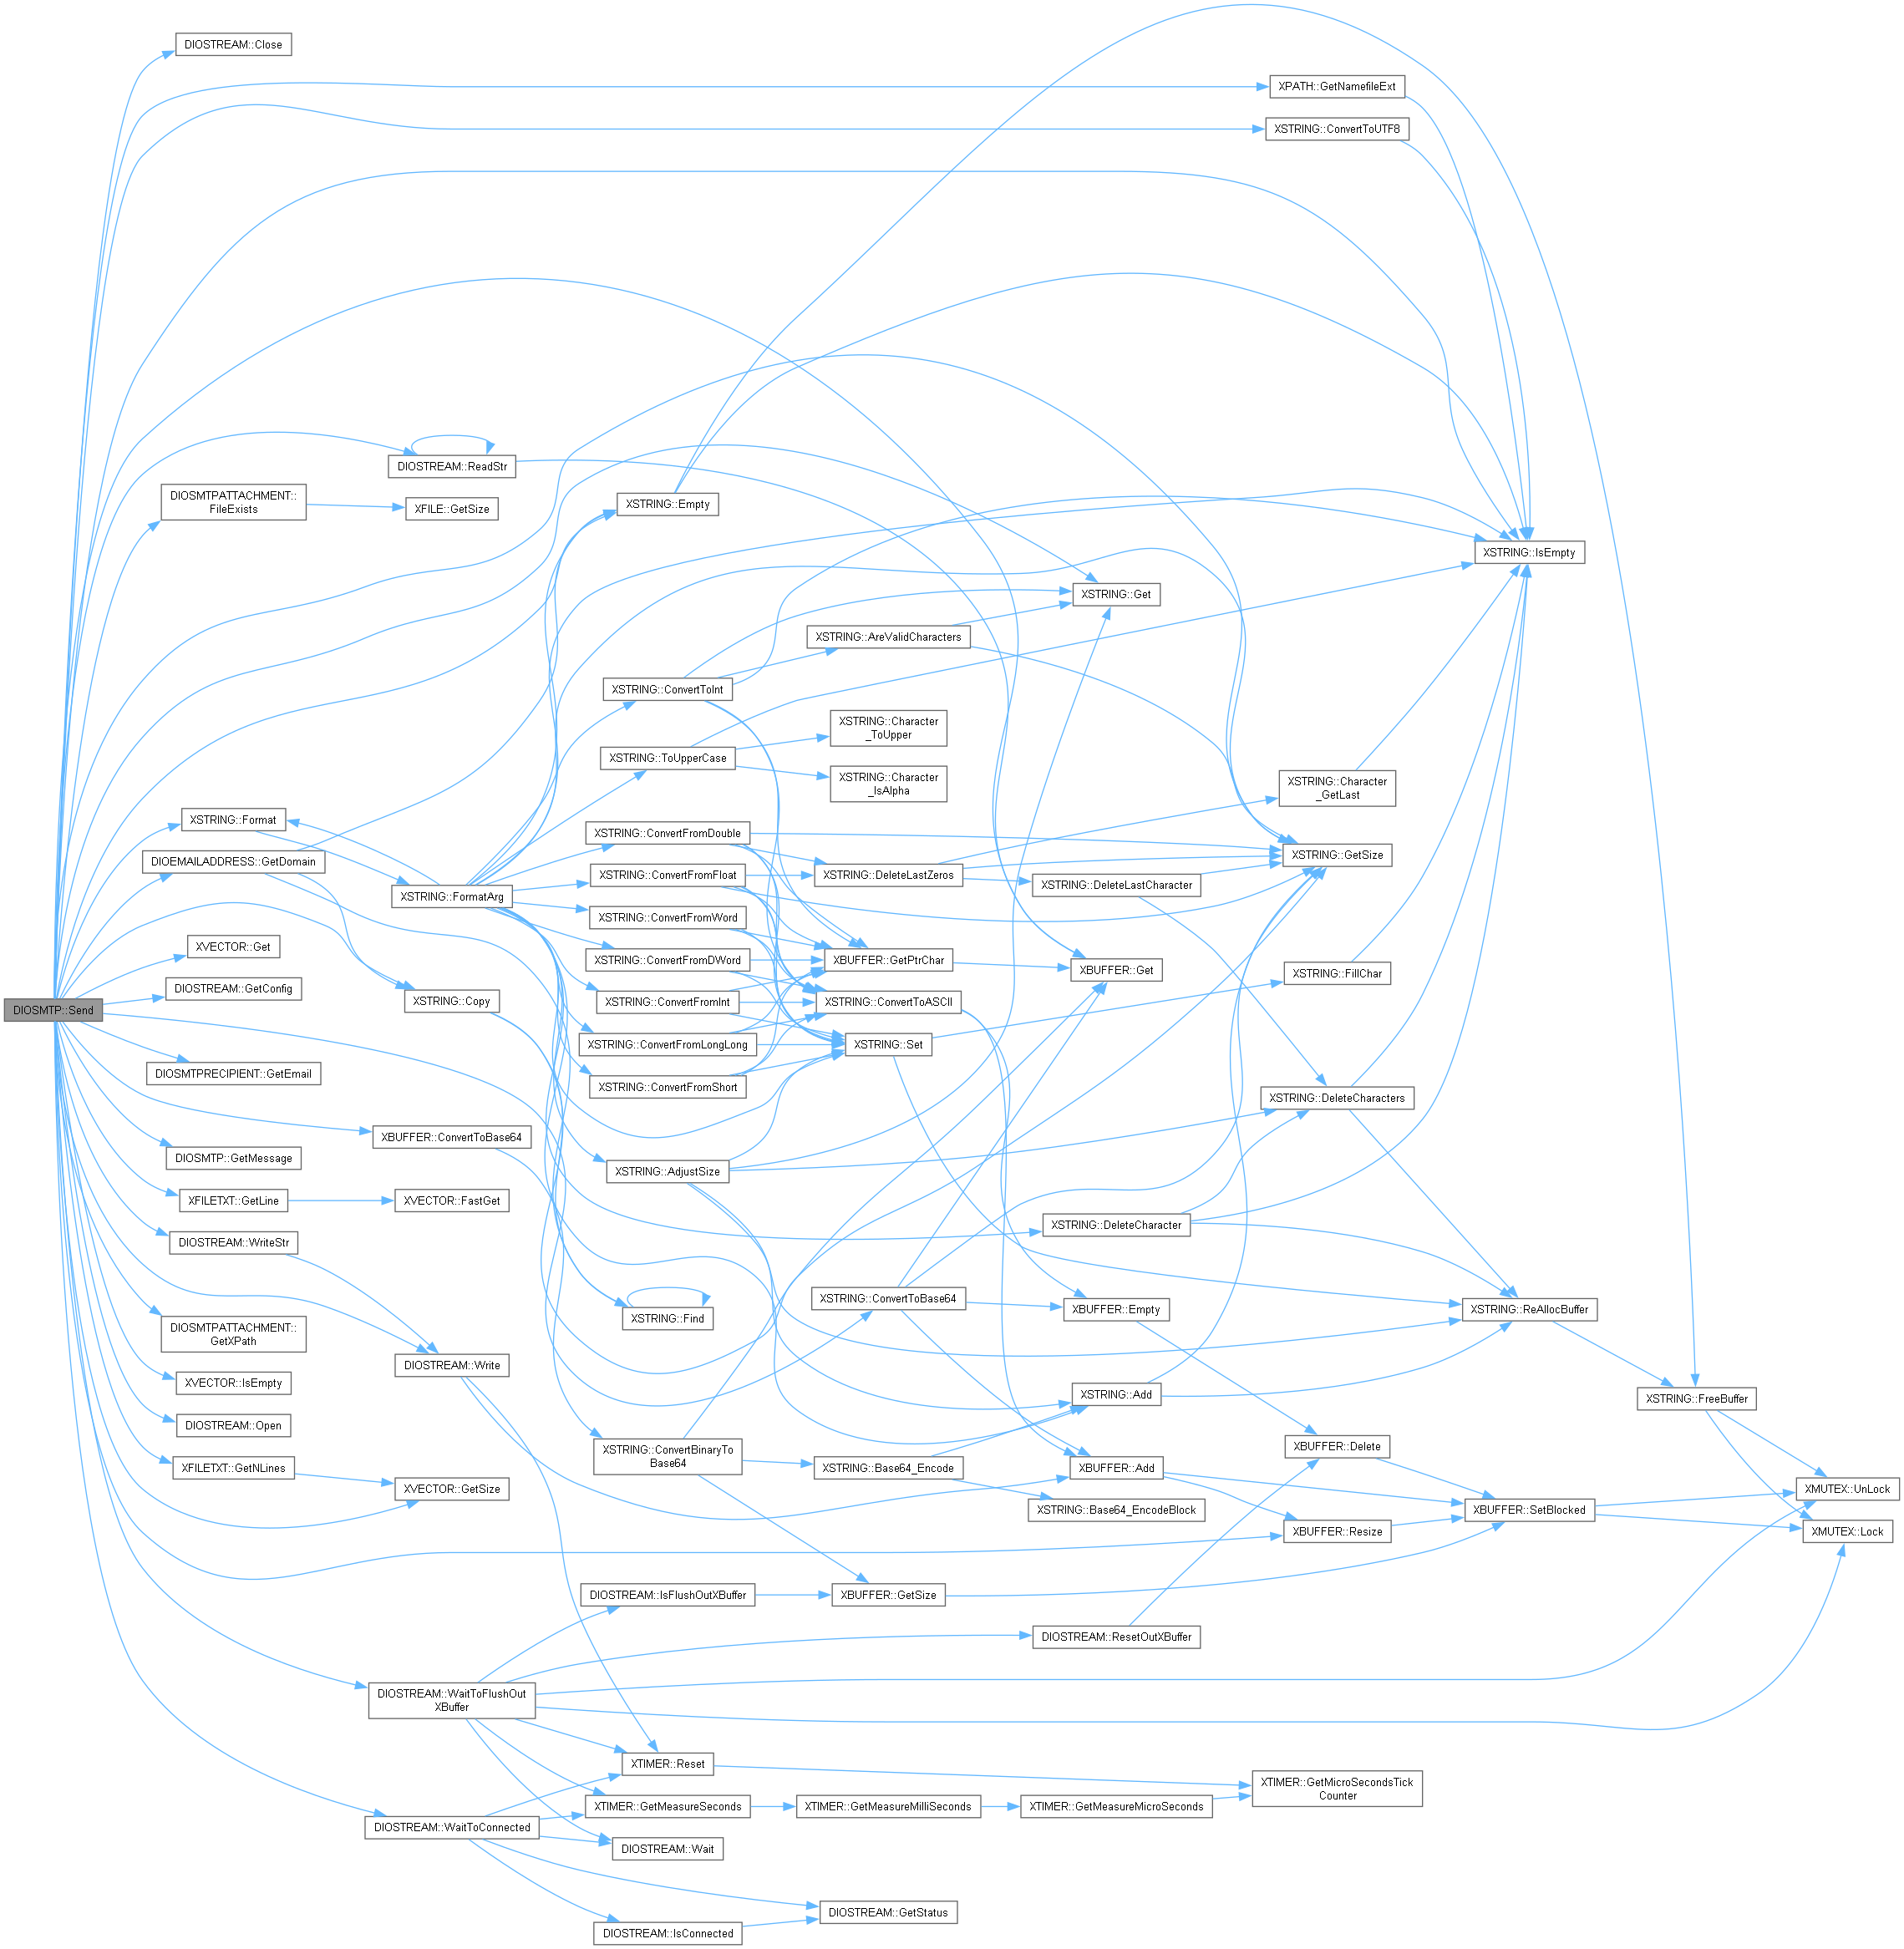 DIOSTREAM::Close
XPATH::GetNamefileExt
XSTRING::ConvertToUTF8
DIOSTREAM::ReadStr
DIOSMTPATTACHMENT::
FileExists
XFILE::GetSize
XSTRING::Empty
XSTRING::IsEmpty
XSTRING::Get
XSTRING::AreValidCharacters
XSTRING::ConvertToInt
XSTRING::Character
_ToUpper
XSTRING::ToUpperCase
XSTRING::Character
_IsAlpha
XSTRING::Character
_GetLast
XSTRING::Format
XSTRING::ConvertFromDouble
DIOEMAILADDRESS::GetDomain
XSTRING::GetSize
XSTRING::ConvertFromFloat
XSTRING::DeleteLastZeros
XSTRING::DeleteLastCharacter
XSTRING::FormatArg
XSTRING::ConvertFromWord
XVECTOR::Get
XSTRING::ConvertFromDWord
XBUFFER::GetPtrChar
XBUFFER::Get
XSTRING::FillChar
DIOSTREAM::GetConfig
XSTRING::Copy
XSTRING::ConvertFromInt
XSTRING::ConvertToASCII
DIOSMTP::Send
XSTRING::ConvertFromLongLong
XSTRING::Set
DIOSMTPRECIPIENT::GetEmail
XSTRING::ConvertFromShort
XSTRING::DeleteCharacters
XBUFFER::ConvertToBase64
DIOSMTP::GetMessage
XSTRING::AdjustSize
XFILETXT::GetLine
XVECTOR::FastGet
XSTRING::DeleteCharacter
DIOSTREAM::WriteStr
XSTRING::ConvertToBase64
XBUFFER::Empty
XSTRING::ReAllocBuffer
XSTRING::Find
DIOSMTPATTACHMENT::
GetXPath
DIOSTREAM::Write
XVECTOR::IsEmpty
XSTRING::Add
XSTRING::FreeBuffer
DIOSTREAM::Open
XSTRING::ConvertBinaryTo
Base64
XBUFFER::Delete
XFILETXT::GetNLines
XSTRING::Base64_Encode
XBUFFER::Add
XVECTOR::GetSize
XMUTEX::UnLock
XSTRING::Base64_EncodeBlock
XBUFFER::SetBlocked
XBUFFER::Resize
XMUTEX::Lock
DIOSTREAM::IsFlushOutXBuffer
XBUFFER::GetSize
DIOSTREAM::ResetOutXBuffer
DIOSTREAM::WaitToFlushOut
XBuffer
XTIMER::Reset
XTIMER::GetMicroSecondsTick
Counter
XTIMER::GetMeasureSeconds
XTIMER::GetMeasureMilliSeconds
XTIMER::GetMeasureMicroSeconds
DIOSTREAM::WaitToConnected
DIOSTREAM::Wait
DIOSTREAM::GetStatus
DIOSTREAM::IsConnected